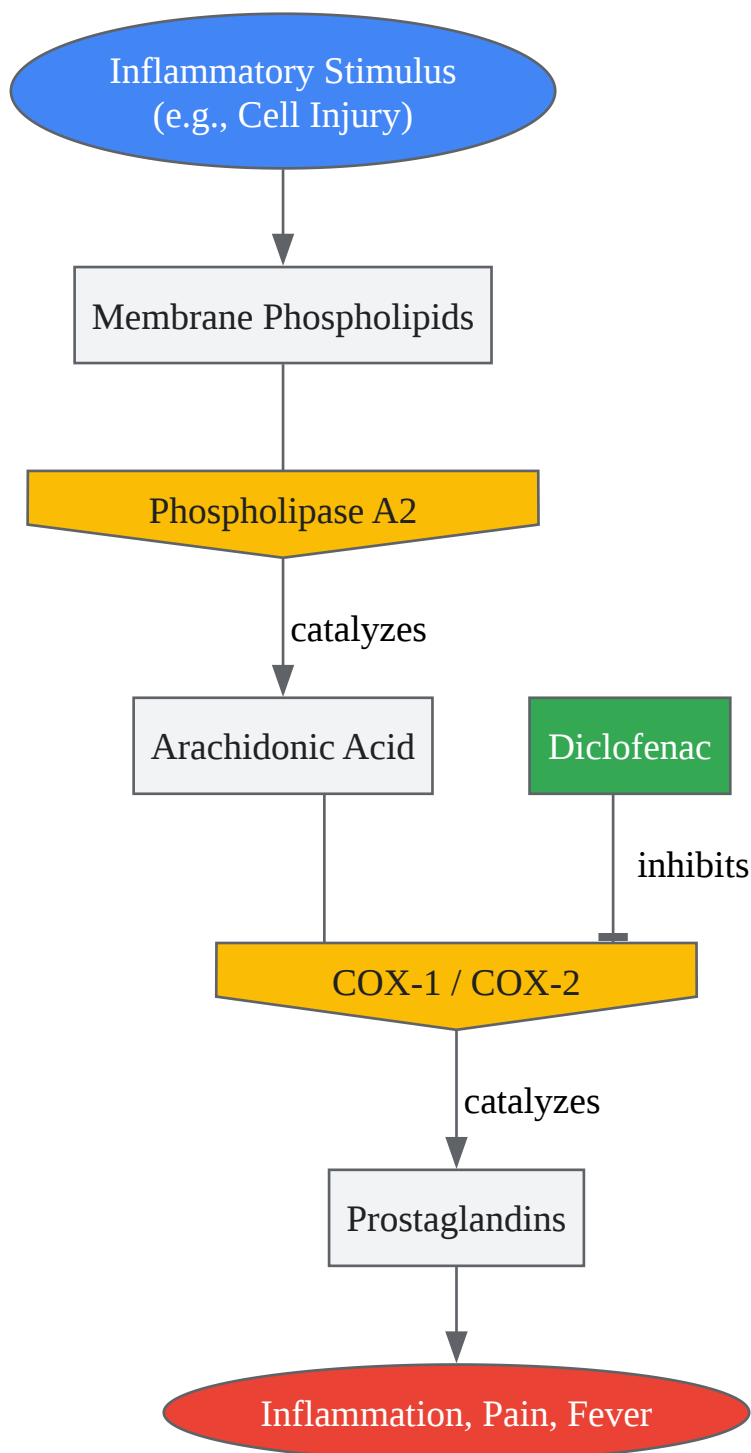 Inflammatory Stimulus
(e.g., Cell Injury)
Membrane Phospholipids
Phospholipase A2
catalyzes
Arachidonic Acid
Diclofenac
inhibits
COX-1 / COX-2
catalyzes
Prostaglandins
Inflammation, Pain, Fever